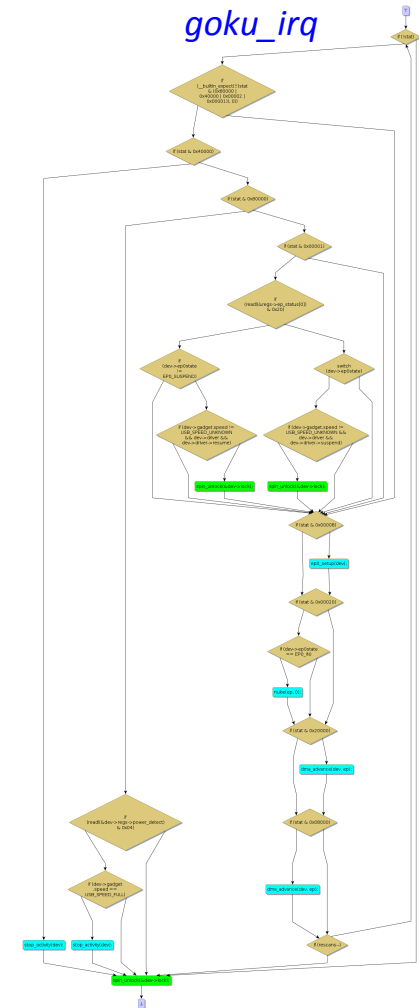 goku_irq
if (stat)
if
(__builtin_expect(!!(stat
& (0x80000 |
0x40000 | 0x00002 |
0x00001)), 0))
if (stat & 0x40000)
if (stat & 0x80000)
if (stat & 0x00001)
if
(readl(&regs->ep_status[0])
& 0x20)
if
(dev->ep0state
!=
EP0_SUSPEND)
switch
(dev->ep0state)
if (dev->gadget.speed !=
USB_SPEED_UNKNOWN
&& dev->driver &&
dev->driver->resume)
if (dev->gadget.speed !=
USB_SPEED_UNKNOWN &&
dev->driver &&
dev->driver->suspend)
spin_unlock(&dev->lock);
spin_unlock(&dev->lock);
if (stat & 0x00008)
ep0_setup(dev);
if (stat & 0x00020)
if (dev->ep0state
== EP0_IN)
nuke(ep, 0);
if (stat & 0x20000)
dma_advance(dev, ep);
if (stat & 0x08000)
if
(readl(&dev->regs->power_detect)
& 0x04)
if (dev->gadget
.speed ==
USB_SPEED_FULL)
dma_advance(dev, ep);
stop_activity(dev);
stop_activity(dev);
if (rescans--)
spin_unlock(&dev->lock);